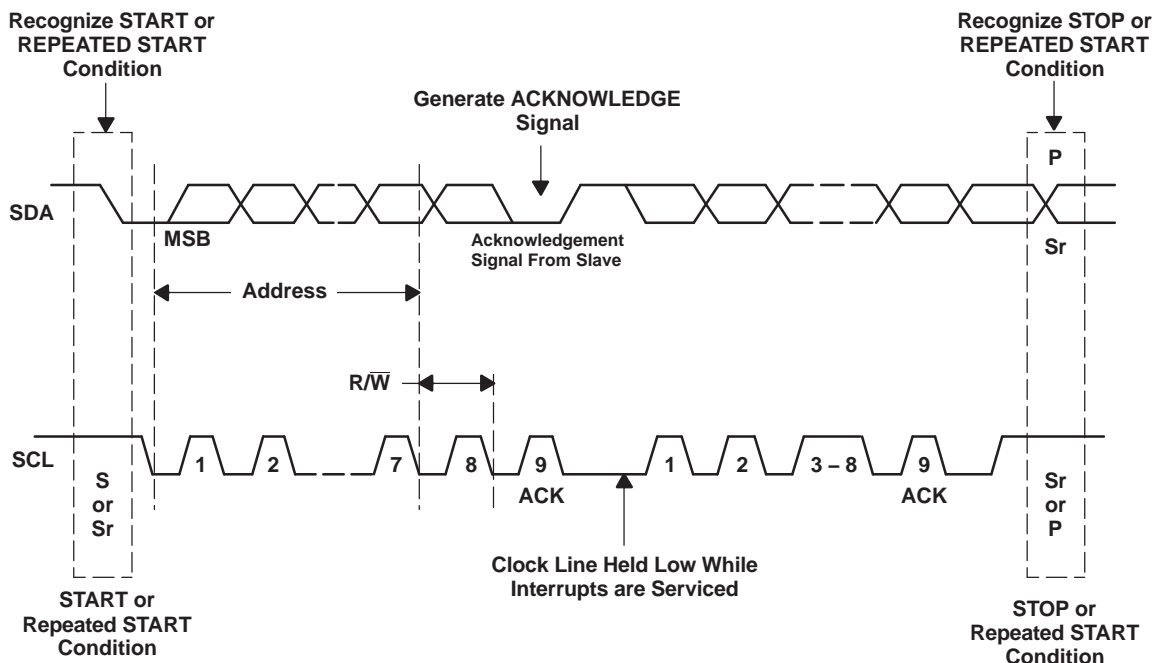 Recognize START or
REPEATED START
Condition
Recognize STOP or
REPEATED START
Condition
Generate ACKNOWLEDGE
Signal
P
SDA
MSB
Acknowledgement
Signal From Slave
Sr
Address
R/W̅
SCL
1
2
7
8
9
1
2
3 – 8
9
ACK
ACK
S
or
Sr
Sr
or
P
Clock Line Held Low While
Interrupts are Serviced
START or
Repeated START
Condition
STOP or
Repeated START
Condition